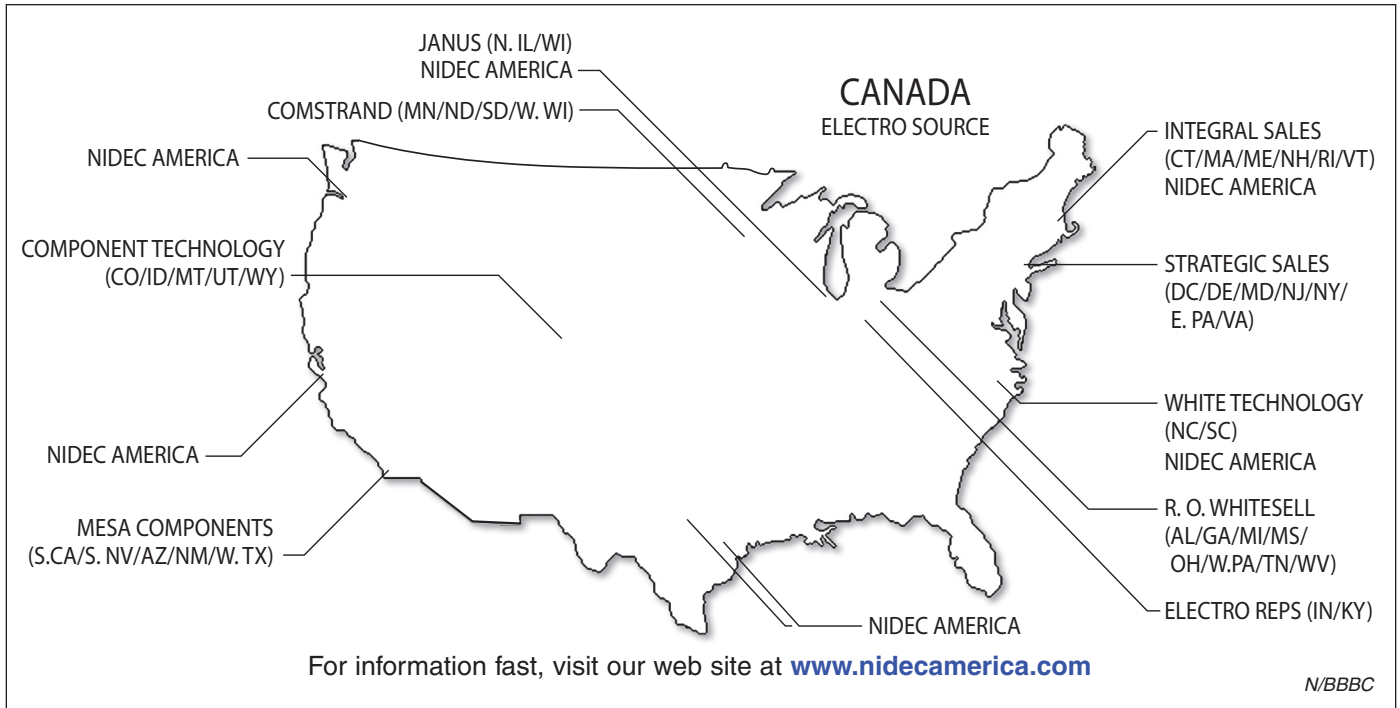 JANUS (N. IL/WI)
NIDEC AMERICA
COMSTRAND (MN/ND/SD/W. WI)
NIDEC AMERICA
COMPONENT TECHNOLOGY
(CO/ID/MT/UT/WY)
NIDEC AMERICA
MESA COMPONENTS
(S.CA/S. NV/AZ/NM/W. TX)
CANADA
ELECTRO SOURCE
INTEGRAL SALES
(CT/MA/ME/NH/RI/VT)
NIDEC AMERICA
STRATEGIC SALES
(DC/DE/MD/NJ/NY/
E. PA/VA)
WHITE TECHNOLOGY
(NC/SC)
NIDEC AMERICA
R. O. WHITESELL
(AL/GA/MI/MS/
OH/W.PA/TN/WV)
ELECTRO REPS (IN/KY)
NIDEC AMERICA
For information fast, visit our web site at www.nidecamerica.com
N/BBBC